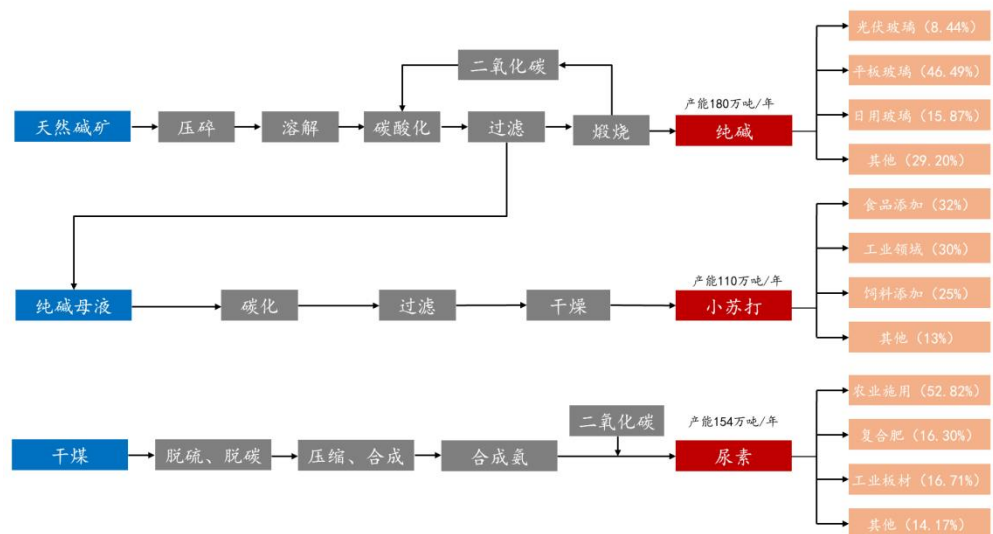 光伏玻璃（8.44%）
二氧化碳
平板玻璃（46.49%）
产能180万吨/年
天然碱矿
压碎
溶解
碳酸化
过滤
煅烧
纯碱
日用玻璃（15.87%）
其他（29.20%）
食品添加（32%）
工业领域（30%）
产能110万吨/年
纯碱母液
碳化
过滤
干燥
小苏打
饲料添加（25%）
其他（13%）
农业施用（52.82%）
二氧化碳
产能154万吨/年
复合肥（16.30%）
干煤
脱硫、脱碳
压缩、合成
合成氨
尿素
工业板材（16.71%）
其他（14.17%）